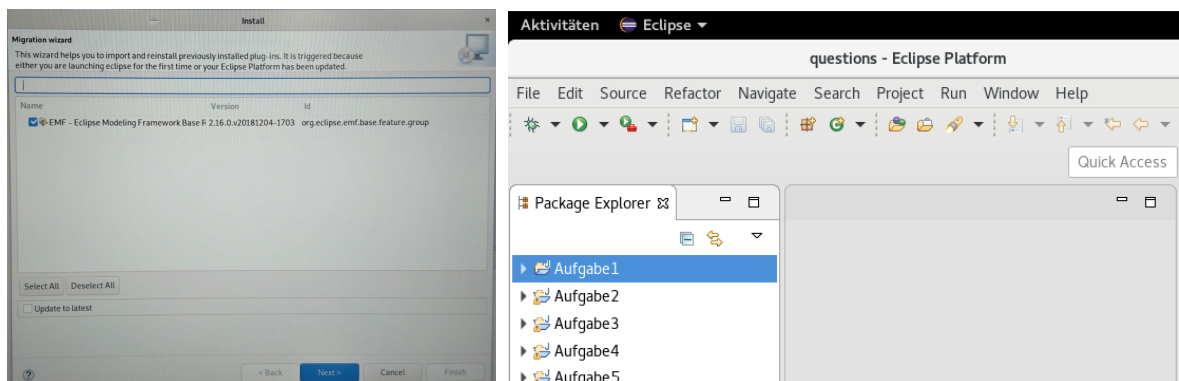 Install
Migration wizard
This wizard helps you to import and reinstall previously installed plug-ins. It is triggered because
either you are launching eclipse for the first time or your Eclipse Platform has been updated.
Name Version Id
EMF - Eclipse Modeling Framework Base F 2.16.0.v20181204-1703 org.eclipse.emf.base.feature.group
Select All Deselect All
Update to latest
< Back Next > Cancel Finish
Aktivitäten Eclipse
questions - Eclipse Platform
File Edit Source Refactor Navigate Search Project Run Window Help
Quick Access
Package Explorer
Aufgabe1
Aufgabe2
Aufgabe3
Aufgabe4
Aufgabe5